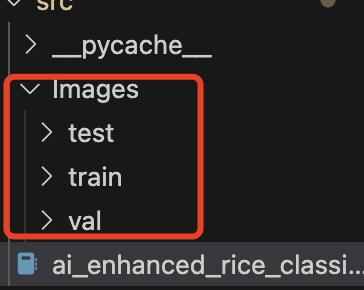 src
__pycache__
Images
test
train
val
ai_enhanced_rice_classi...